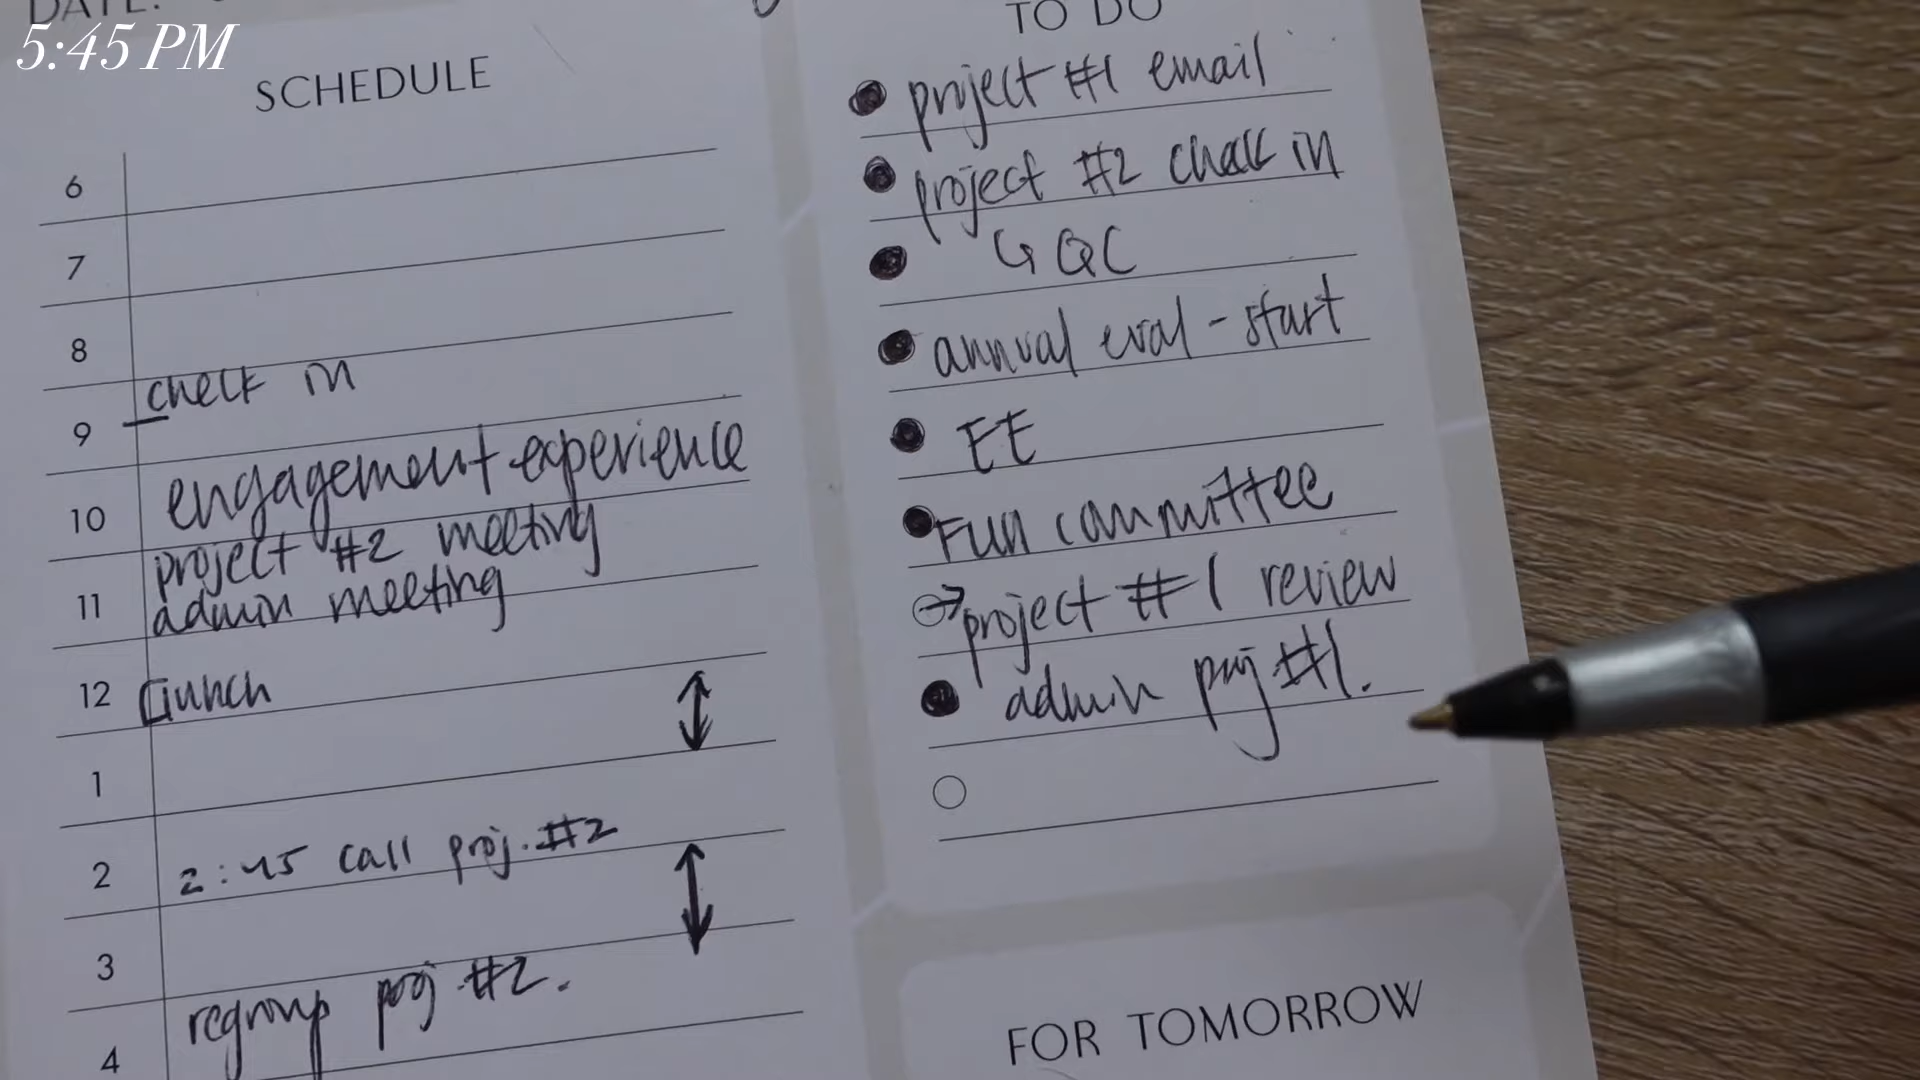 DATE:
5:45 PM
SCHEDULE
6
7
8
check in
9
engagement experience
10
project #2 meeting
admin meeting
11
lunch
12
1
2:45 call proj. #2
2
3
regroup proj #2.
4
TO DO
project #1 email
project #2 check in
GQC
annual eval - start
EE
Fun committee
project #1 review
admin proj #1.
FOR TOMORROW